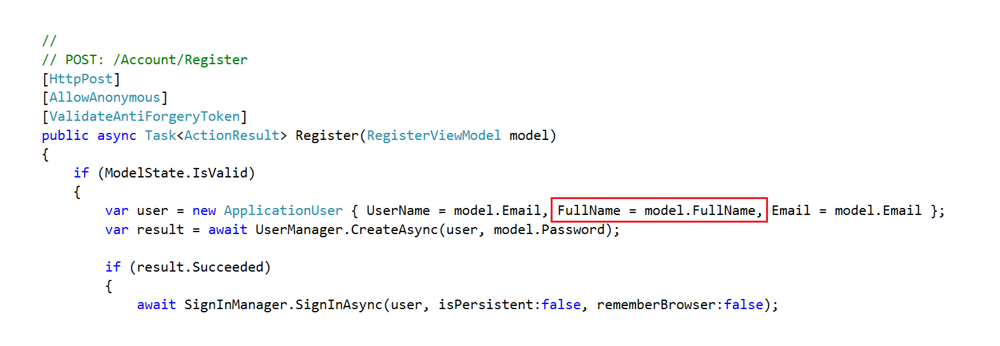 //
// POST: /Account/Register
[HttpPost]
[AllowAnonymous]
[ValidateAntiForgeryToken]
public async Task<ActionResult> Register(RegisterViewModel model)
{
    if (ModelState.IsValid)
    {
        var user = new ApplicationUser { UserName = model.Email, FullName = model.FullName, Email = model.Email };
        var result = await UserManager.CreateAsync(user, model.Password);

        if (result.Succeeded)
        {
            await SignInManager.SignInAsync(user, isPersistent:false, rememberBrowser:false);